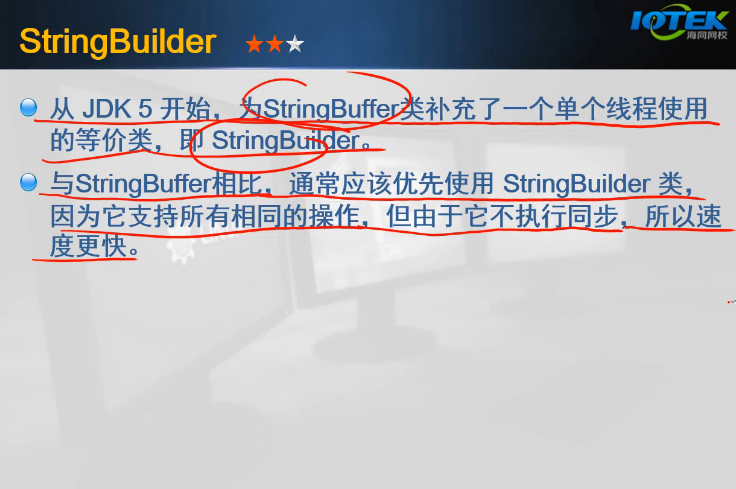 StringBuilder
IOTEK
海同网校
从 JDK 5 开始，为StringBuffer类补充了一个单个线程使用
的等价类，即 StringBuilder。
与StringBuffer相比，通常应该优先使用 StringBuilder 类，
因为它支持所有相同的操作，但由于它不执行同步，所以速
度更快。